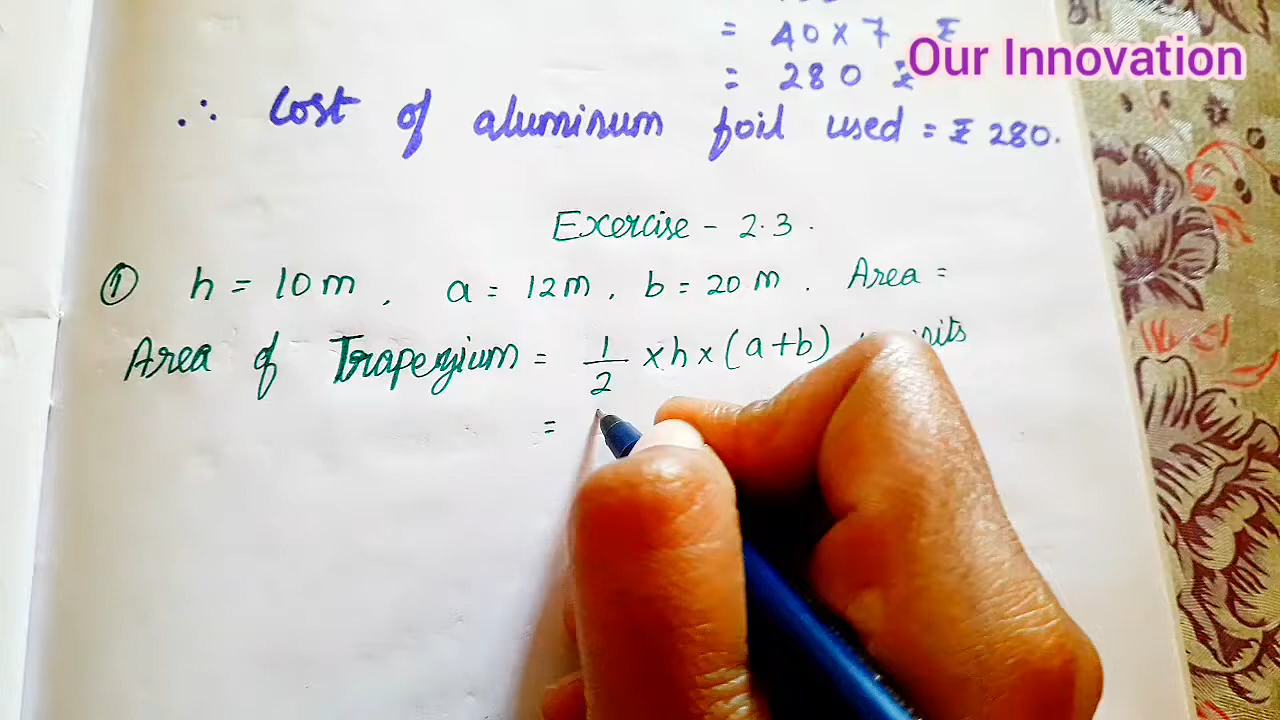 = 40 x 7 ₹
Our Innovation
= 280 ₹
∴ Cost of aluminum foil used = ₹ 280.
Exercise - 2.3.
① h = 10 m, a = 12 m, b = 20 m. Area =
Area of Trapezium = 1/2 x h x (a+b)
=